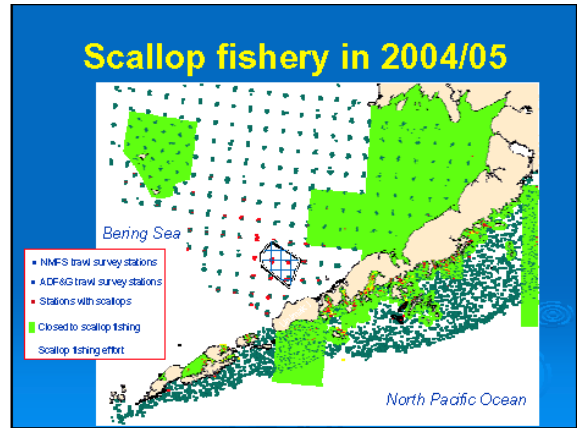 Scallop fishery in 2004/05
Bering Sea
NMFS trawl survey stations
ADF&G trawl survey stations
Stations with scallops
Closed to scallop fishing
Scallop fishing effort
North Pacific Ocean